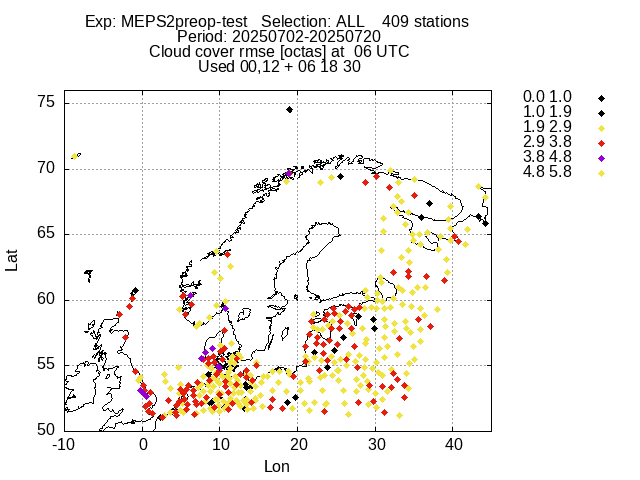 Exp: MEPS2preop-test   Selection: ALL    409 stations
Period: 20250702-20250720
Cloud cover rmse [octas] at  06 UTC
Used 00,12 + 06 18 30
0.0 1.0
1.0 1.9
1.9 2.9
2.9 3.8
3.8 4.8
4.8 5.8
75
70
65
60
55
50
Lat
-10 0 10 20 30 40
Lon